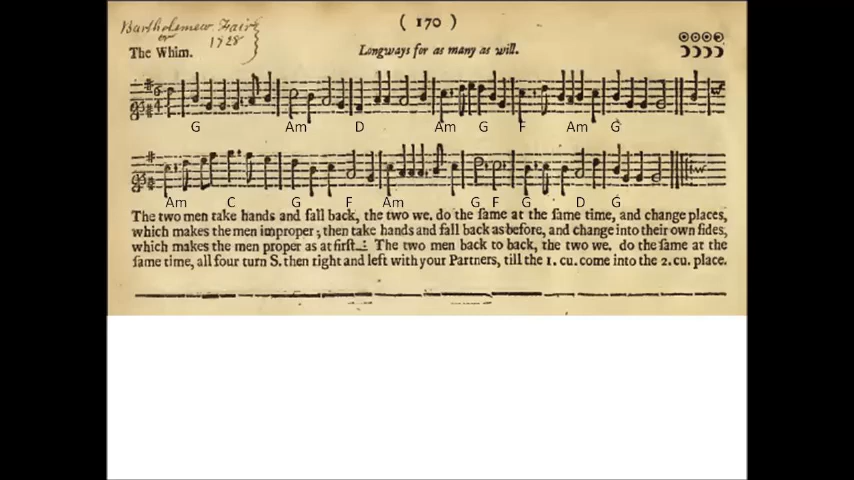 Bartholemew Fair
or 1728
( 170 )
The Whim.
Longways for as many as will.
G Am D Am G F Am G
Am C G F Am G F G D G
The two men take hands and fall back, the two we. do the ſame at the ſame time, and change places,
which makes the men improper; then take hands and fall back as before, and change into their own ſides,
which makes the men proper as at firſt.: The two men back to back, the two we. do the ſame at the
ſame time, all four turn S. then right and left with your Partners, till the 1. cu. come into the 2. cu. place.